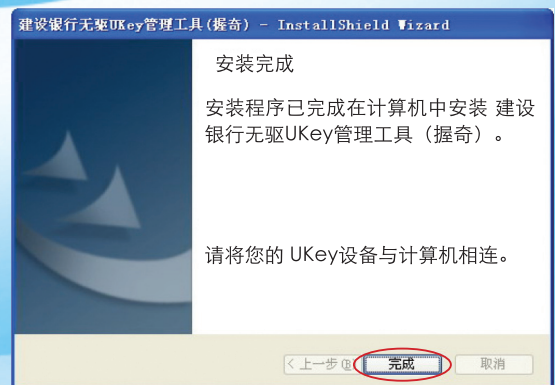 建设银行无驱UKey管理工具(握奇) - InstallShield Wizard
安装完成
安装程序已完成在计算机中安装 建设
银行无驱UKey管理工具（握奇）。
请将您的 UKey设备与计算机相连。
<上一步(B) 完成 取消